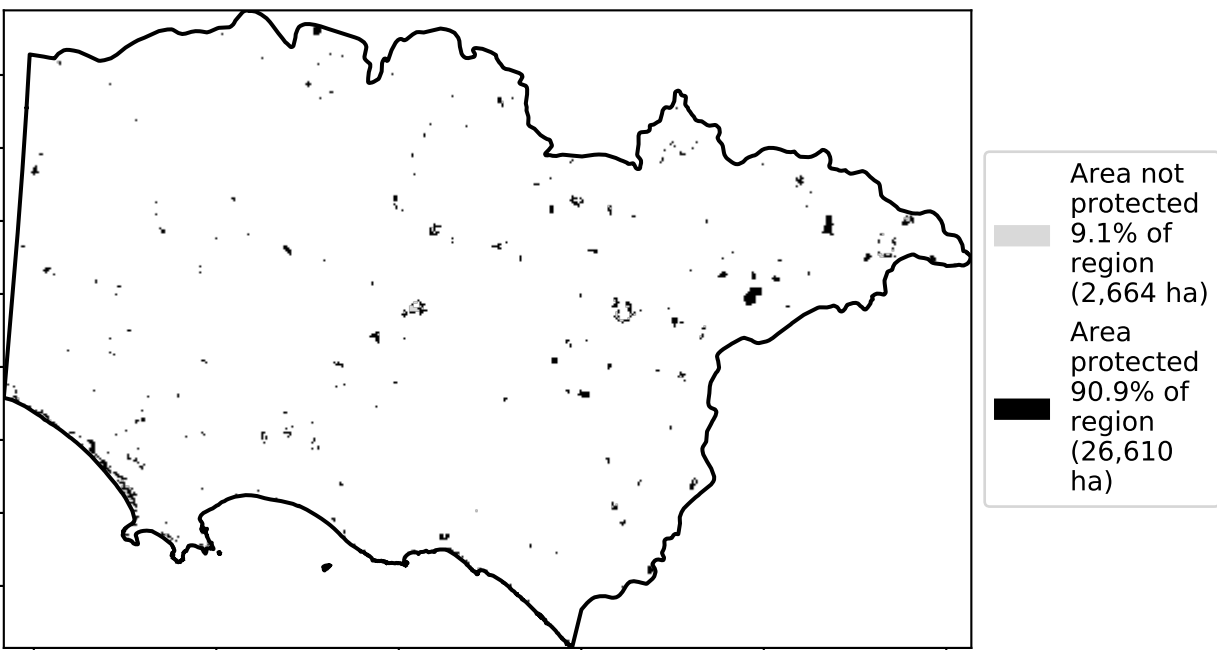 Area not
protected
9.1% of
region
(2,664 ha)
Area
protected
90.9% of
region
(26,610
ha)